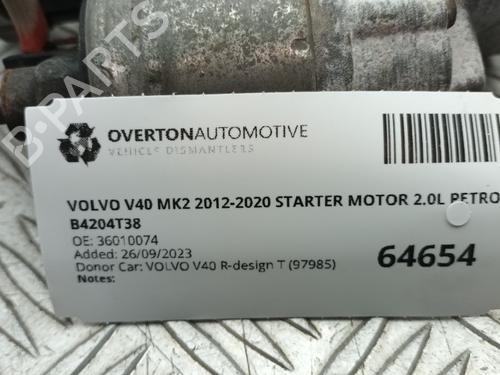 B-PARTS
OVERTONAUTOMOTIVE
VEHICLE DISMANTLERS
VOLVO V40 MK2 2012-2020 STARTER MOTOR 2.0L PETRO
B4204T38
OE: 36010074
Added: 26/09/2023
Donor Car: VOLVO V40 R-design T (97985)
Notes:
64654